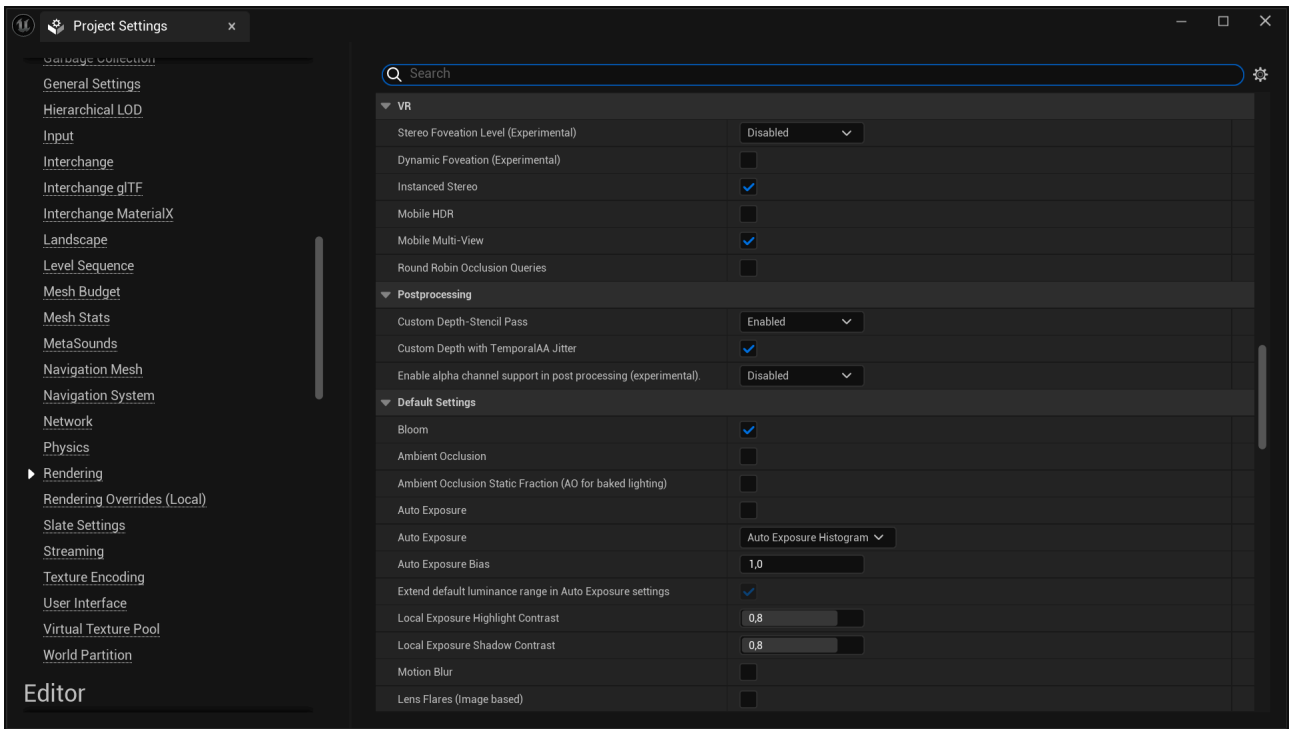 Project Settings
Garbage Collection
General Settings
Hierarchical LOD
Input
Interchange
Interchange glTF
Interchange MaterialX
Landscape
Level Sequence
Mesh Budget
Mesh Stats
MetaSounds
Navigation Mesh
Navigation System
Network
Physics
Rendering
Rendering Overrides (Local)
Slate Settings
Streaming
Texture Encoding
User Interface
Virtual Texture Pool
World Partition
Editor
Search
VR
Stereo Foveation Level (Experimental) Disabled
Dynamic Foveation (Experimental)
Instanced Stereo
Mobile HDR
Mobile Multi-View
Round Robin Occlusion Queries
Postprocessing
Custom Depth-Stencil Pass Enabled
Custom Depth with TemporalAA Jitter
Enable alpha channel support in post processing (experimental). Disabled
Default Settings
Bloom
Ambient Occlusion
Ambient Occlusion Static Fraction (AO for baked lighting)
Auto Exposure
Auto Exposure Auto Exposure Histogram
Auto Exposure Bias 1,0
Extend default luminance range in Auto Exposure settings
Local Exposure Highlight Contrast 0,8
Local Exposure Shadow Contrast 0,8
Motion Blur
Lens Flares (Image based)